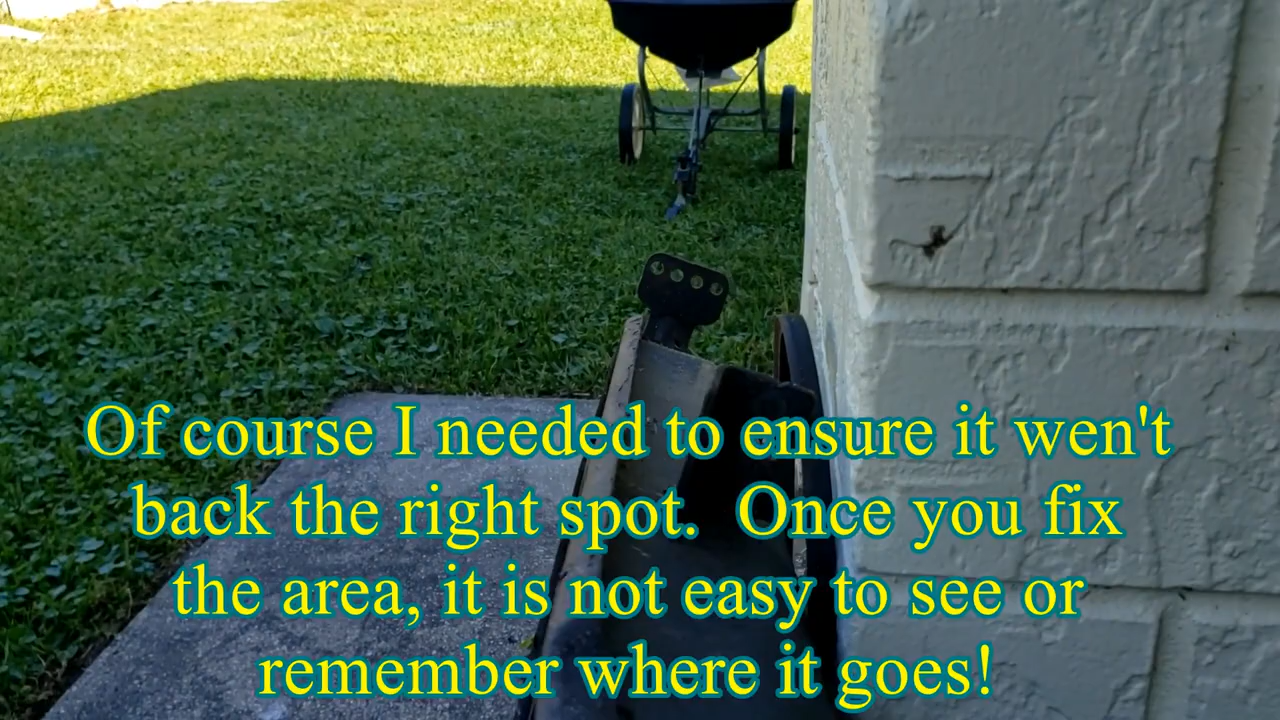 Of course I needed to ensure it wen't
back the right spot.  Once you fix
the area, it is not easy to see or
remember where it goes!